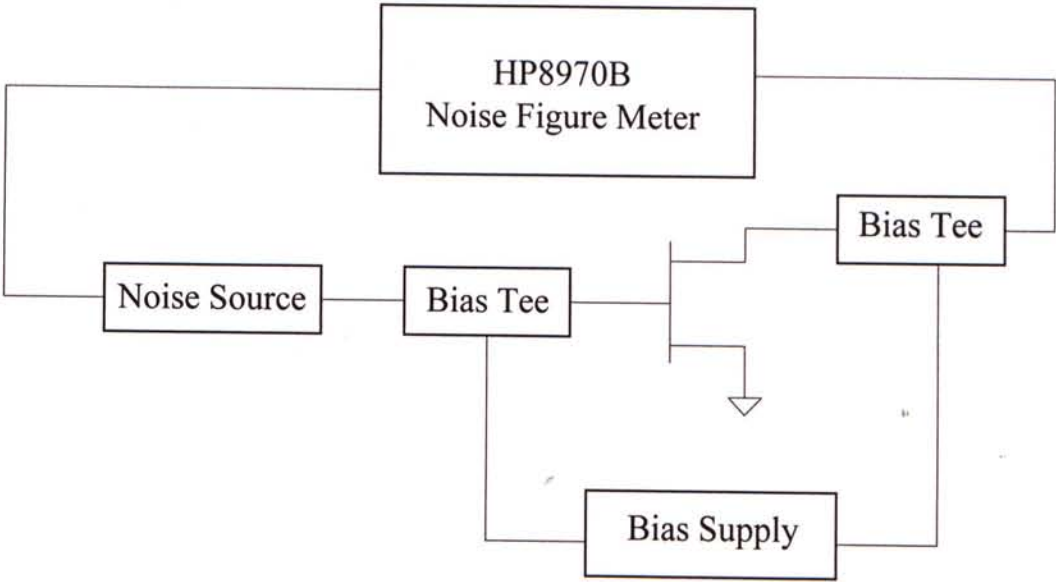 HP8970B
Noise Figure Meter
Bias Tee
Noise Source
Bias Tee
Bias Supply